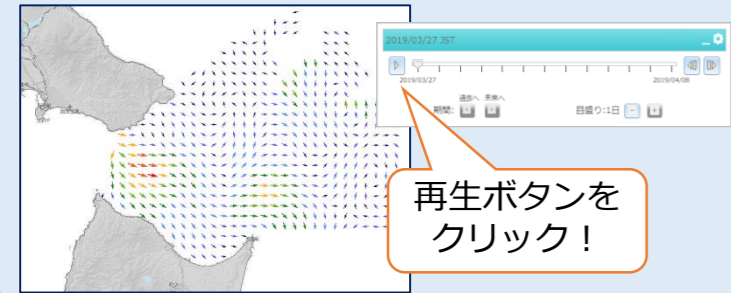 2019/03/27 JST
2019/03/27
2019/04/08
過去へ 未来へ
期間:
目盛り:1日
再生ボタンを
クリック！